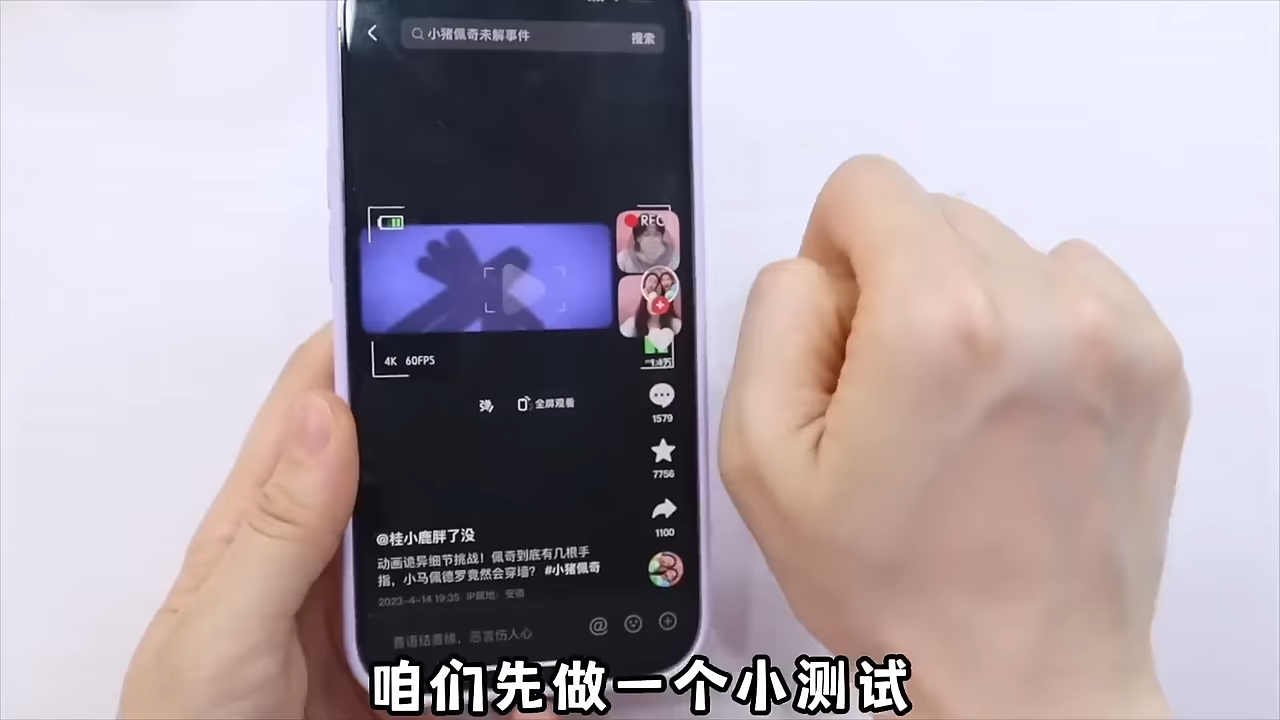 小猪佩奇未解事件
搜索
REC
4K 60FPS
弹
全屏观看
1579
7756
1100
@桂小鹿胖了没
动画诡异细节挑战！佩奇到底有几根手
指，小马佩德罗竟然会穿墙？ #小猪佩奇
2023-4-14 19:35 IP属地：安徽
善语结善缘，恶言伤人心
咱们先做一个小测试